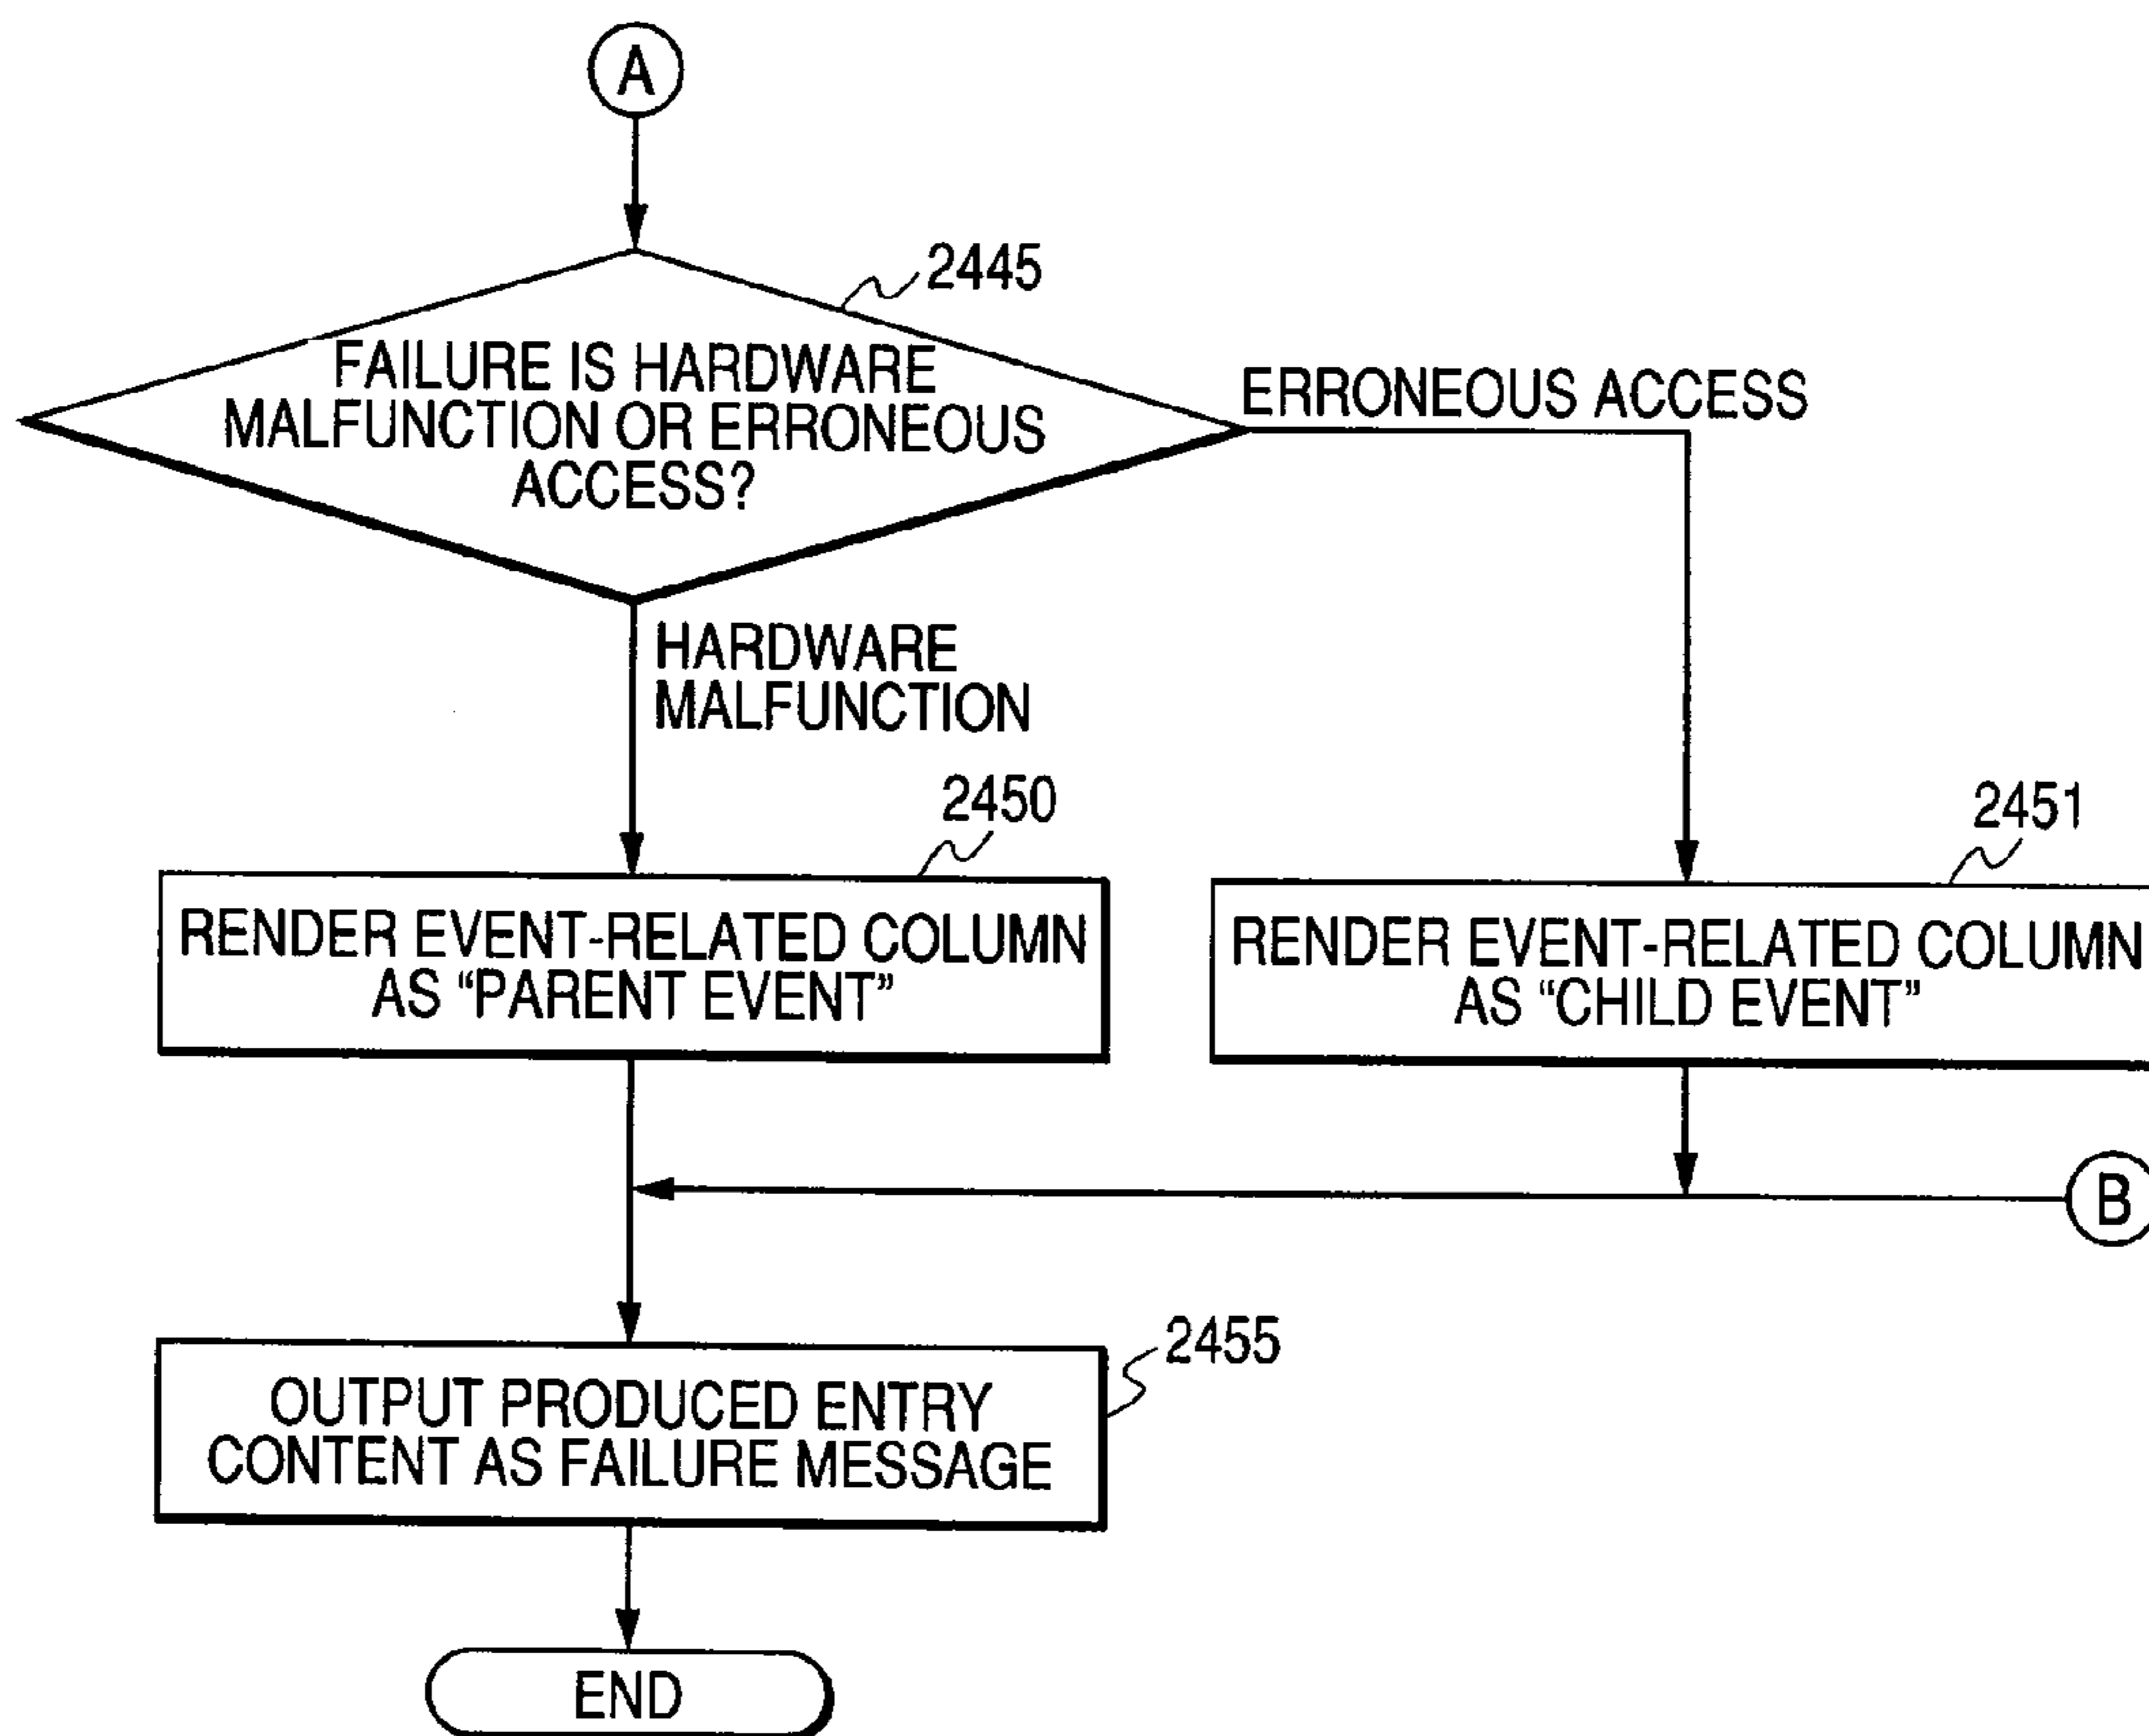 A
2445
FAILURE IS HARDWARE
MALFUNCTION OR ERRONEOUS
ACCESS?
ERRONEOUS ACCESS
HARDWARE
MALFUNCTION
2450
2451
RENDER EVENT-RELATED COLUMN
AS “PARENT EVENT”
RENDER EVENT-RELATED COLUMN
AS “CHILD EVENT”
B
2455
OUTPUT PRODUCED ENTRY
CONTENT AS FAILURE MESSAGE
END